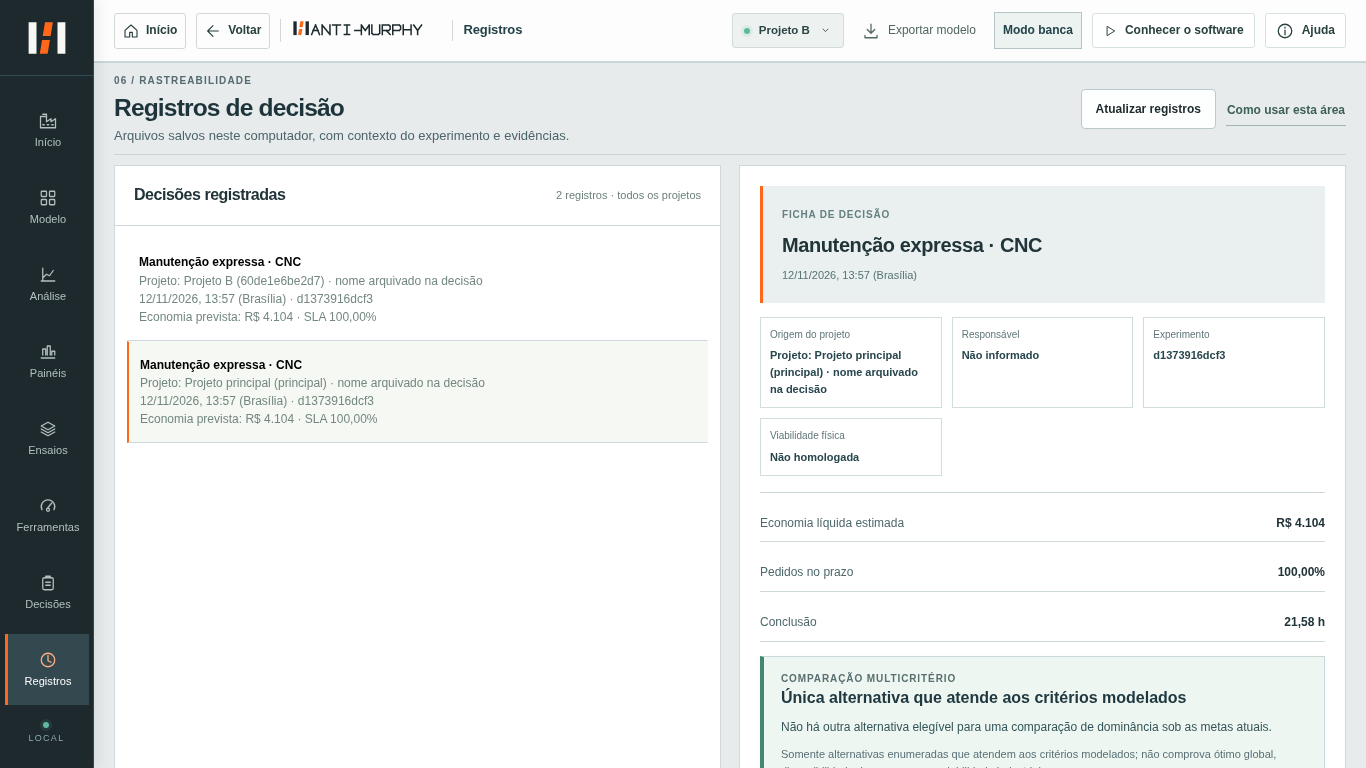 Início
Voltar
ANTI-MURPHY
Registros
Projeto B
Exportar modelo
Modo banca
Conhecer o software
Ajuda
Início
Modelo
Análise
Painéis
Ensaios
Ferramentas
Decisões
Registros
LOCAL
06 / RASTREABILIDADE
Registros de decisão
Arquivos salvos neste computador, com contexto do experimento e evidências.
Atualizar registros
Como usar esta área
Decisões registradas
2 registros · todos os projetos
Manutenção expressa · CNC
Projeto: Projeto B (60de1e6be2d7) · nome arquivado na decisão
12/11/2026, 13:57 (Brasília) · d1373916dcf3
Economia prevista: R$ 4.104 · SLA 100,00%
Manutenção expressa · CNC
Projeto: Projeto principal (principal) · nome arquivado na decisão
12/11/2026, 13:57 (Brasília) · d1373916dcf3
Economia prevista: R$ 4.104 · SLA 100,00%
FICHA DE DECISÃO
Manutenção expressa · CNC
12/11/2026, 13:57 (Brasília)
Origem do projeto
Projeto: Projeto principal
(principal) · nome arquivado
na decisão
Responsável
Não informado
Experimento
d1373916dcf3
Viabilidade física
Não homologada
Economia líquida estimada
R$ 4.104
Pedidos no prazo
100,00%
Conclusão
21,58 h
COMPARAÇÃO MULTICRITÉRIO
Única alternativa que atende aos critérios modelados
Não há outra alternativa elegível para uma comparação de dominância sob as metas atuais.
Somente alternativas enumeradas que atendem aos critérios modelados; não comprova ótimo global,